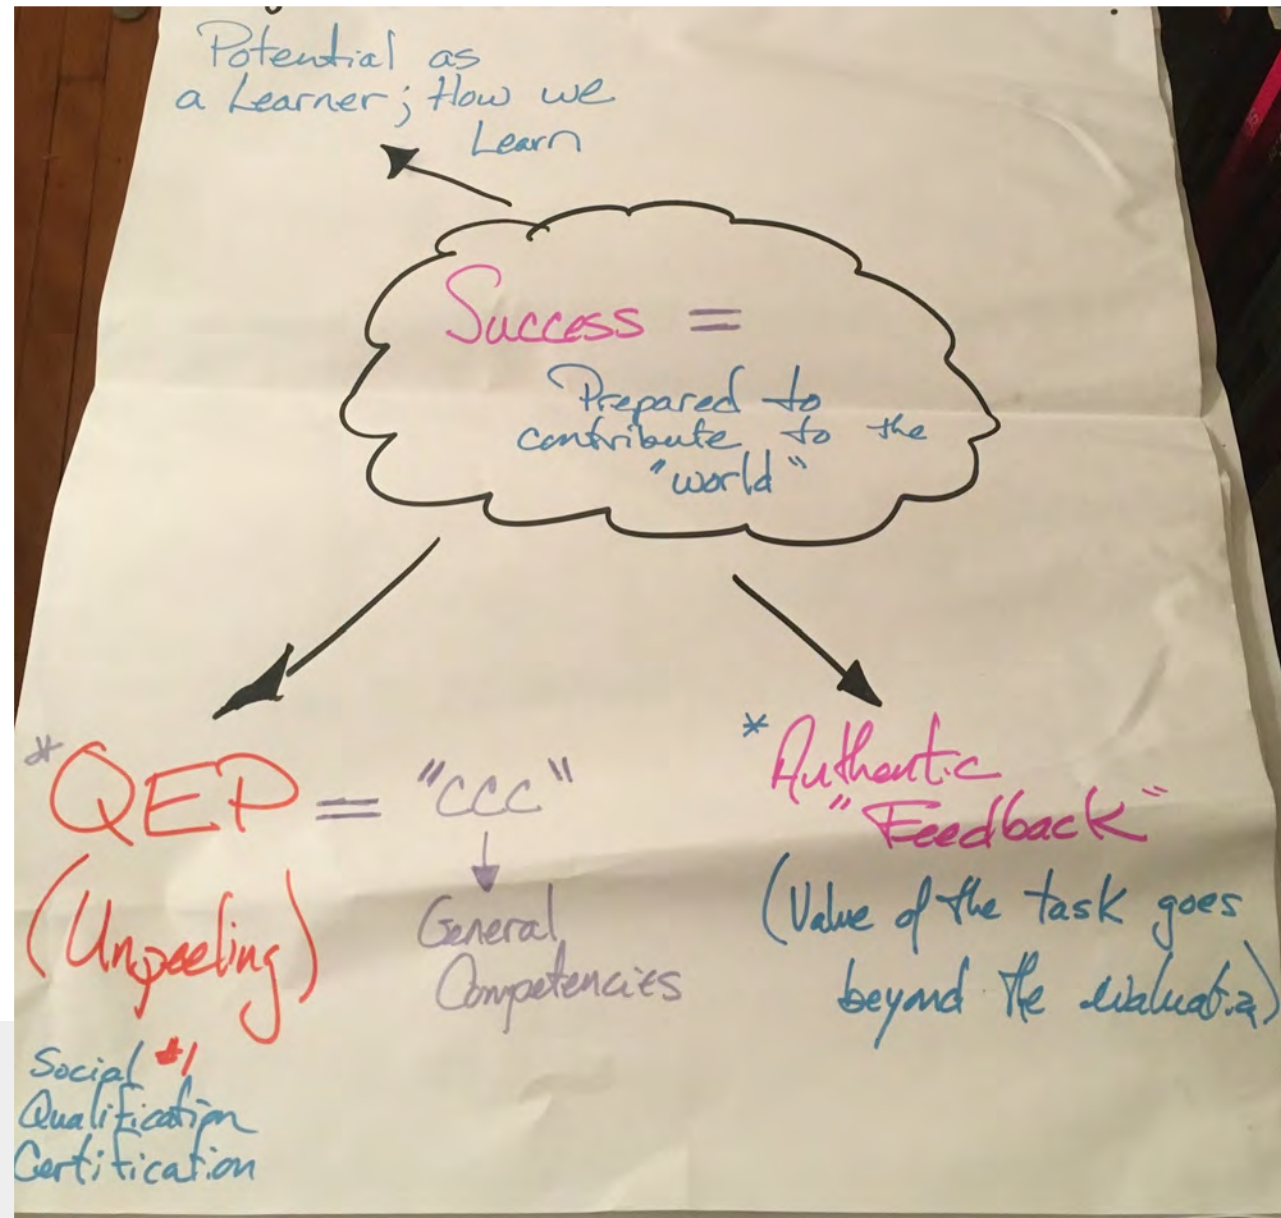 Potential as
a Learner; How we
Learn
Success =
Prepared to
contribute to the
"world"
*QEP = "CCC"
(Unpeeling)
General
Competencies
Social #1
Qualification
Certification
* Authentic
"Feedback"
(Value of the task goes
beyond the evaluation)